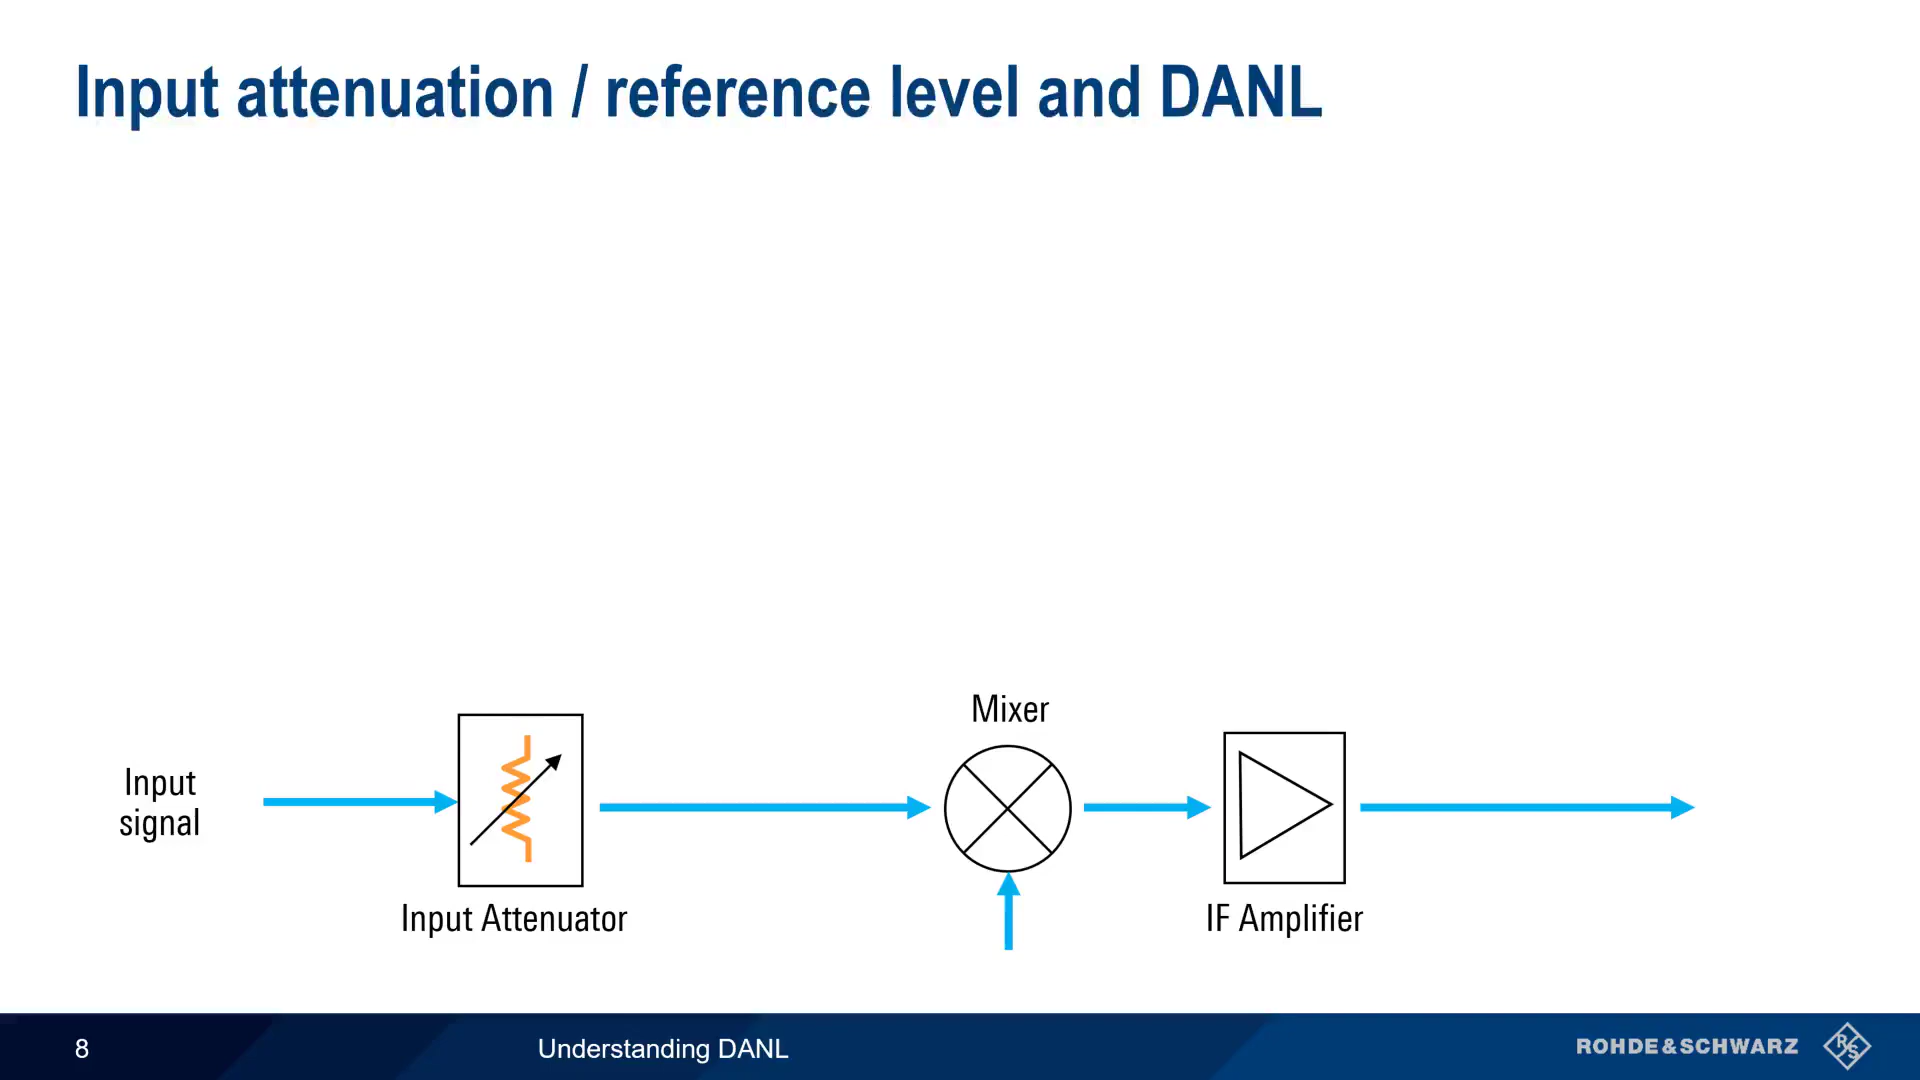 Input attenuation / reference level and DANL
Mixer
Input
signal
Input Attenuator
IF Amplifier
8
Understanding DANL
ROHDE&SCHWARZ
R&S